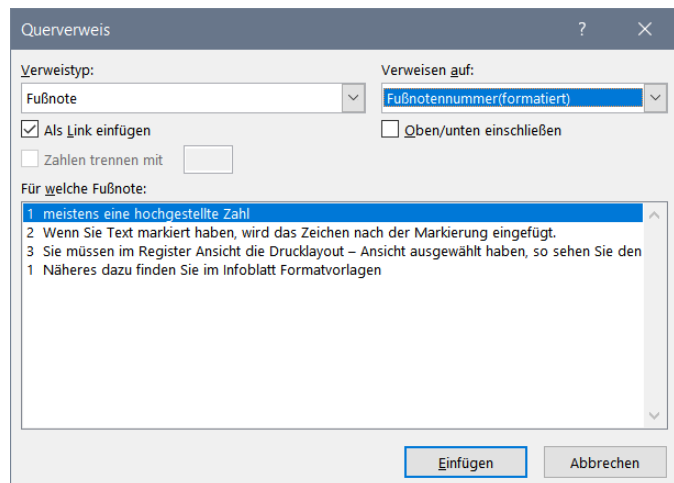 Querverweis
Verweistyp: Verweisen auf:
Fußnote Fußnotennummer(formatiert)
Als Link einfügen Oben/unten einschließen
Zahlen trennen mit
Für welche Fußnote:
1 meistens eine hochgestellte Zahl
2 Wenn Sie Text markiert haben, wird das Zeichen nach der Markierung eingefügt.
3 Sie müssen im Register Ansicht die Drucklayout – Ansicht ausgewählt haben, so sehen Sie den
1 Näheres dazu finden Sie im Infoblatt Formatvorlagen
Einfügen Abbrechen